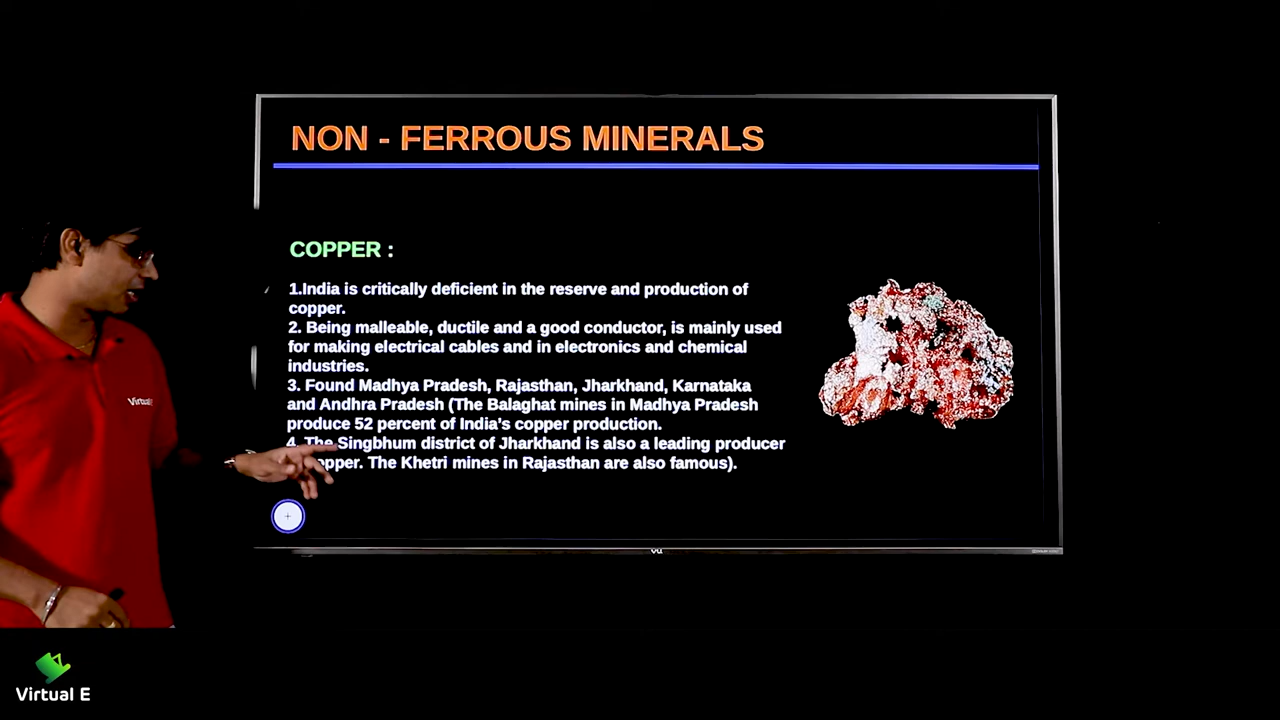 NON - FERROUS MINERALS
COPPER :
1.India is critically deficient in the reserve and production of
copper.
2. Being malleable, ductile and a good conductor, is mainly used
for making electrical cables and in electronics and chemical
industries.
3. Found Madhya Pradesh, Rajasthan, Jharkhand, Karnataka
and Andhra Pradesh (The Balaghat mines in Madhya Pradesh
produce 52 percent of India's copper production.
4. The Singbhum district of Jharkhand is also a leading producer
opper. The Khetri mines in Rajasthan are also famous).
Virtual
vu
Virtual E